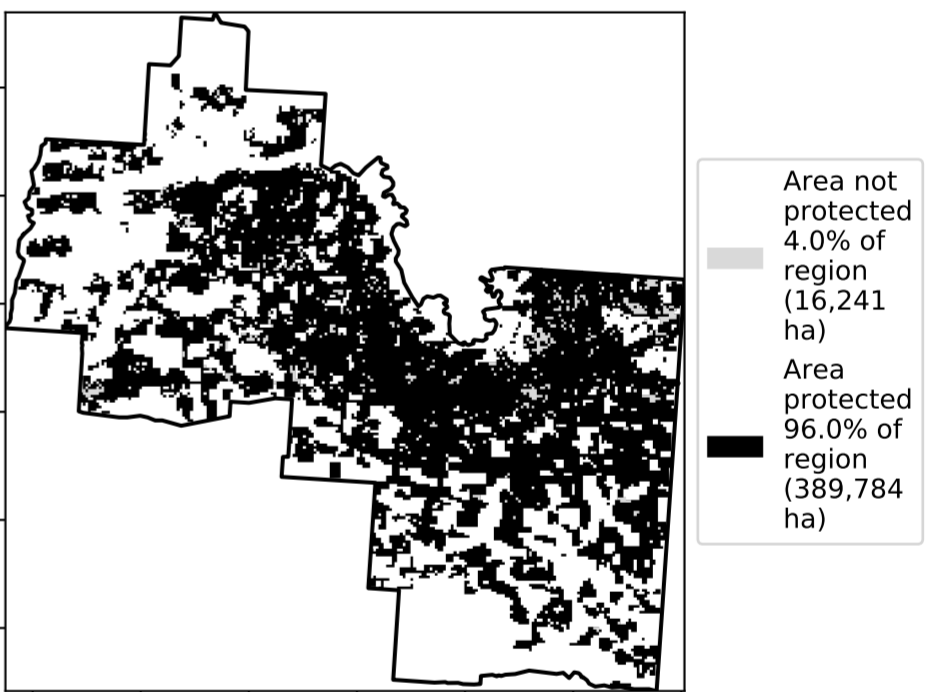 Area not
protected
4.0% of
region
(16,241
ha)
Area
protected
96.0% of
region
(389,784
ha)